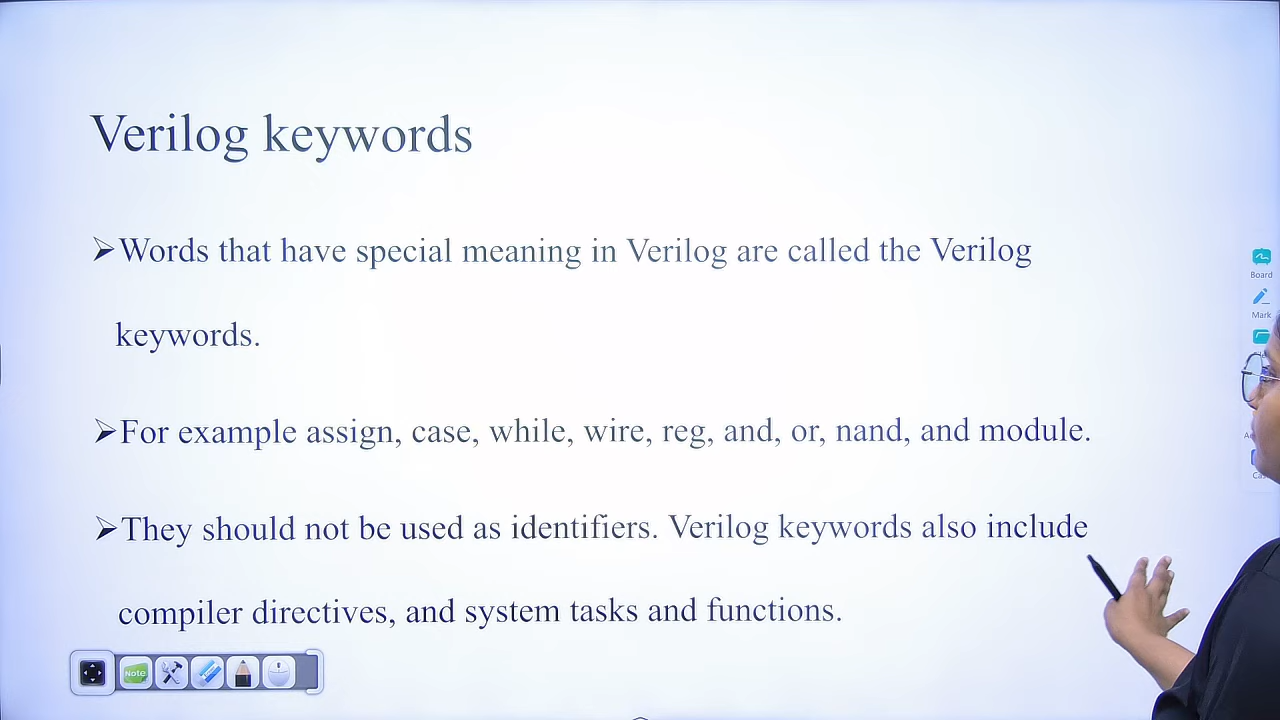 Verilog keywords
➢Words that have special meaning in Verilog are called the Verilog
keywords.
➢For example assign, case, while, wire, reg, and, or, nand, and module.
➢They should not be used as identifiers. Verilog keywords also include
compiler directives, and system tasks and functions.
Note
Board
Mark